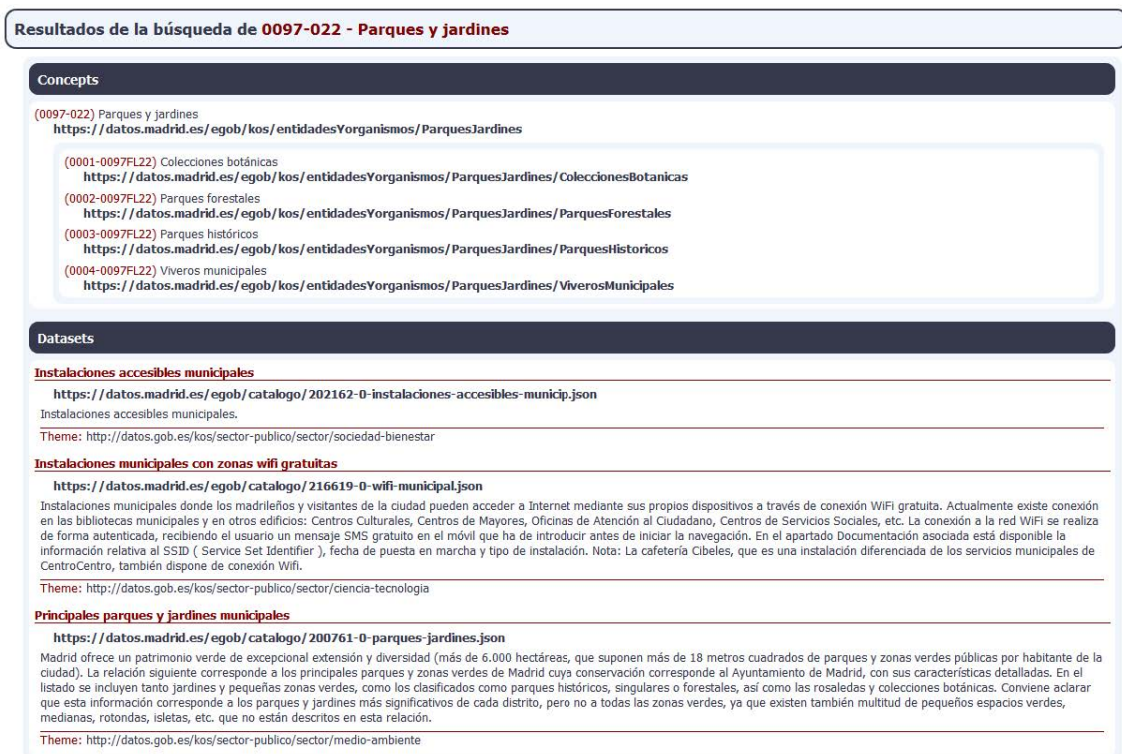 Resultados de la búsqueda de 0097-022 - Parques y jardines
Concepts
(0097-022) Parques y jardines
https://datos.madrid.es/egob/kos/entidadesYorganismos/ParquesJardines
(0001-0097FL22) Colecciones botánicas
https://datos.madrid.es/egob/kos/entidadesYorganismos/ParquesJardines/ColeccionesBotanicas
(0002-0097FL22) Parques forestales
https://datos.madrid.es/egob/kos/entidadesYorganismos/ParquesJardines/ParquesForestales
(0003-0097FL22) Parques históricos
https://datos.madrid.es/egob/kos/entidadesYorganismos/ParquesJardines/ParquesHistoricos
(0004-0097FL22) Viveros municipales
https://datos.madrid.es/egob/kos/entidadesYorganismos/ParquesJardines/ViverosMunicipales
Datasets
Instalaciones accesibles municipales
https://datos.madrid.es/egob/catalogo/202162-0-instalaciones-accesibles-municip.json
Instalaciones accesibles municipales.
Theme: http://datos.gob.es/kos/sector-publico/sector/sociedad-bienestar
Instalaciones municipales con zonas wifi gratuitas
https://datos.madrid.es/egob/catalogo/216619-0-wifi-municipal.json
Instalaciones municipales donde los madrileños y visitantes de la ciudad pueden acceder a Internet mediante sus propios dispositivos a través de conexión WiFi gratuita. Actualmente existe conexión
en las bibliotecas municipales y en otros edificios: Centros Culturales, Centros de Mayores, Oficinas de Atención al Ciudadano, Centros de Servicios Sociales, etc. La conexión a la red WiFi se realiza
de forma autenticada, recibiendo el usuario un mensaje SMS gratuito en el móvil que ha de introducir antes de iniciar la navegación. En el apartado Documentación asociada está disponible la
información relativa al SSID ( Service Set Identifier ), fecha de puesta en marcha y tipo de instalación. Nota: La cafetería Cibeles, que es una instalación diferenciada de los servicios municipales de
CentroCentro, también dispone de conexión Wifi.
Theme: http://datos.gob.es/kos/sector-publico/sector/ciencia-tecnologia
Principales parques y jardines municipales
https://datos.madrid.es/egob/catalogo/200761-0-parques-jardines.json
Madrid ofrece un patrimonio verde de excepcional extensión y diversidad (más de 6.000 hectáreas, que suponen más de 18 metros cuadrados de parques y zonas verdes públicas por habitante de la
ciudad). La relación siguiente corresponde a los principales parques y zonas verdes de Madrid cuya conservación corresponde al Ayuntamiento de Madrid, con sus características detalladas. En el
listado se incluyen tanto jardines y pequeñas zonas verdes, como los clasificados como parques históricos, singulares o forestales, así como las rosaledas y colecciones botánicas. Conviene aclarar
que esta información corresponde a los parques y jardines más significativos de cada distrito, pero no a todas las zonas verdes, ya que existen también multitud de pequeños espacios verdes,
medianas, rotondas, isletas, etc. que no están descritos en esta relación.
Theme: http://datos.gob.es/kos/sector-publico/sector/medio-ambiente